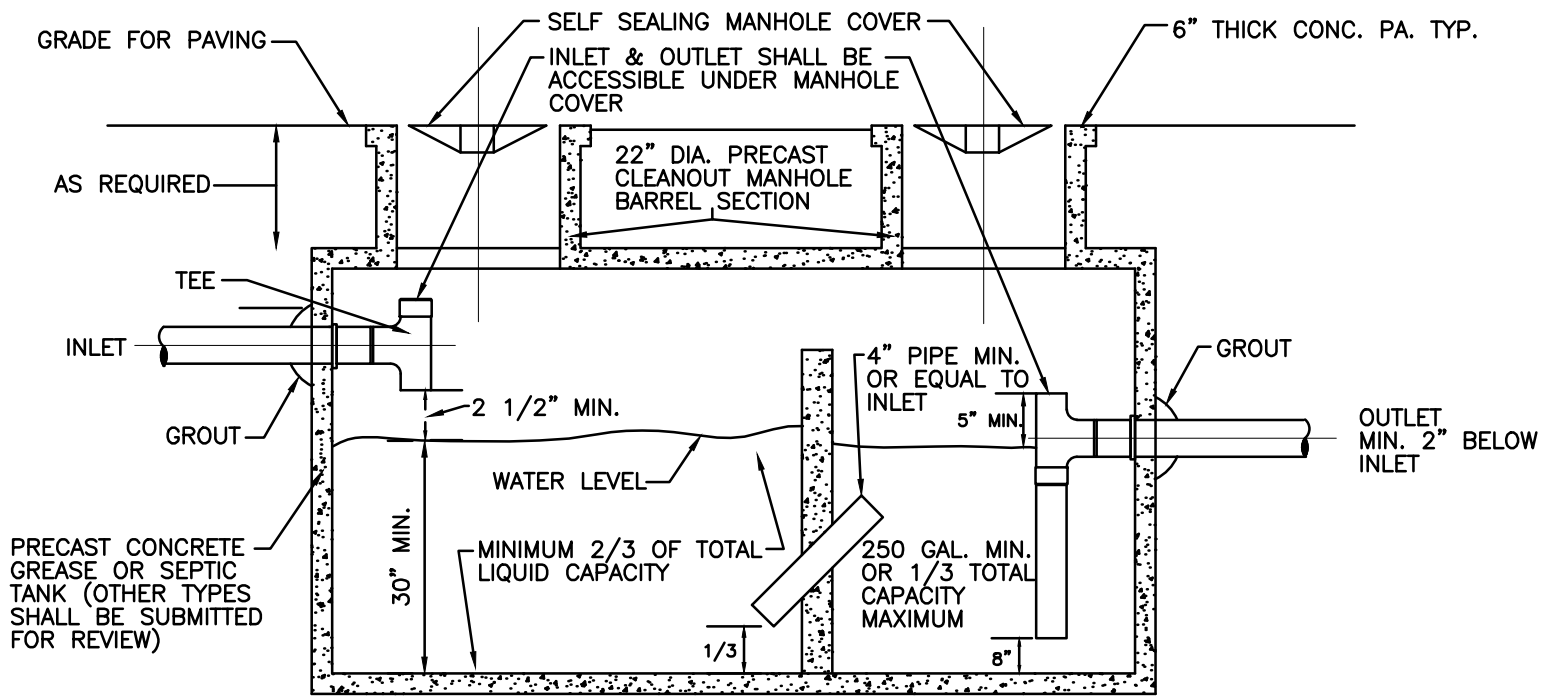 SELF SEALING MANHOLE COVER
6" THICK CONC. PA. TYP.
GRADE FOR PAVING
INLET & OUTLET SHALL BE
ACCESSIBLE UNDER MANHOLE
COVER
22" DIA. PRECAST
CLEANOUT MANHOLE
BARREL SECTION
AS REQUIRED
TEE
INLET
GROUT
2 1/2" MIN.
4" PIPE MIN.
OR EQUAL TO
INLET
5" MIN.
GROUT
OUTLET
MIN. 2" BELOW
INLET
WATER LEVEL
30" MIN.
PRECAST CONCRETE
GREASE OR SEPTIC
TANK (OTHER TYPES
SHALL BE SUBMITTED
FOR REVIEW)
MINIMUM 2/3 OF TOTAL
LIQUID CAPACITY
250 GAL. MIN.
OR 1/3 TOTAL
CAPACITY
MAXIMUM
1/3
8"